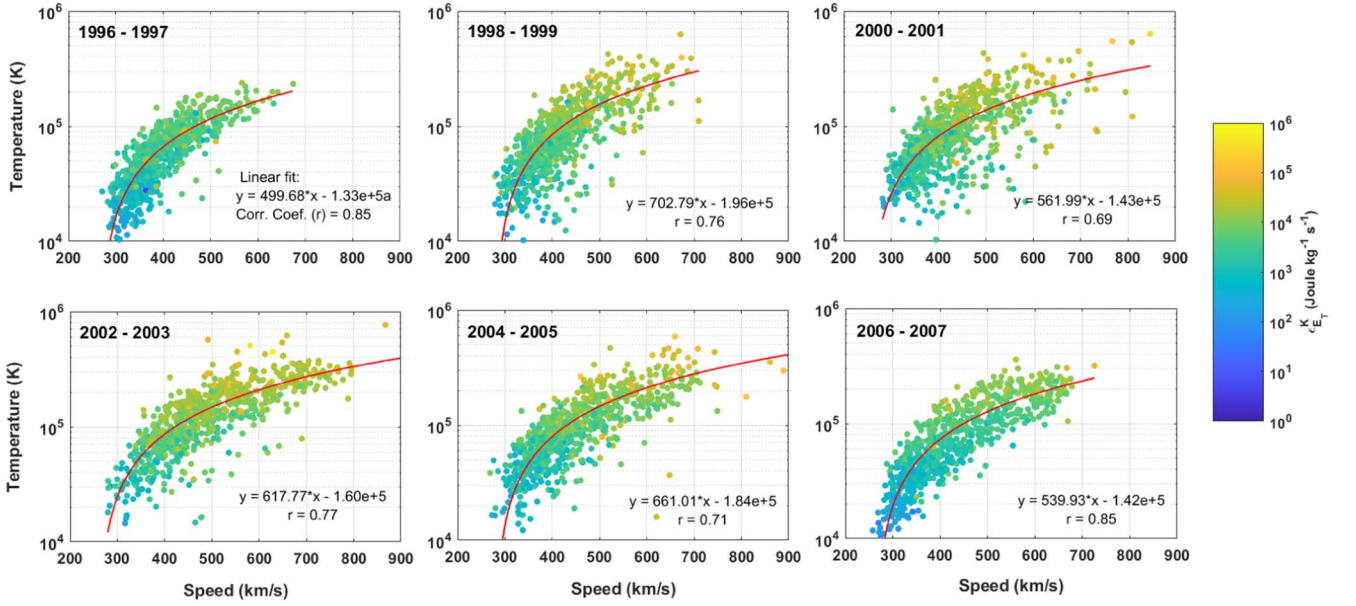 1996 - 1997
Temperature (K)
10^6
10^5
10^4
200 300 400 500 600 700 800 900
Linear fit:
y = 499.68*x - 1.33e+5a
Corr. Coef. (r) = 0.85
1998 - 1999
10^6
10^5
10^4
200 300 400 500 600 700 800 900
y = 702.79*x - 1.96e+5
r = 0.76
2000 - 2001
10^6
10^5
10^4
200 300 400 500 600 700 800 900
y = 561.99*x - 1.43e+5
r = 0.69
2002 - 2003
Temperature (K)
10^6
10^5
10^4
200 300 400 500 600 700 800 900
Speed (km/s)
y = 617.77*x - 1.60e+5
r = 0.77
2004 - 2005
10^6
10^5
10^4
200 300 400 500 600 700 800 900
Speed (km/s)
y = 661.01*x - 1.84e+5
r = 0.71
2006 - 2007
10^6
10^5
10^4
200 300 400 500 600 700 800 900
Speed (km/s)
y = 539.93*x - 1.42e+5
r = 0.85
10^6
10^5
10^4
10^3
10^2
10^1
10^0
ϵ^K_{E_T} (Joule kg^-1 s^-1)